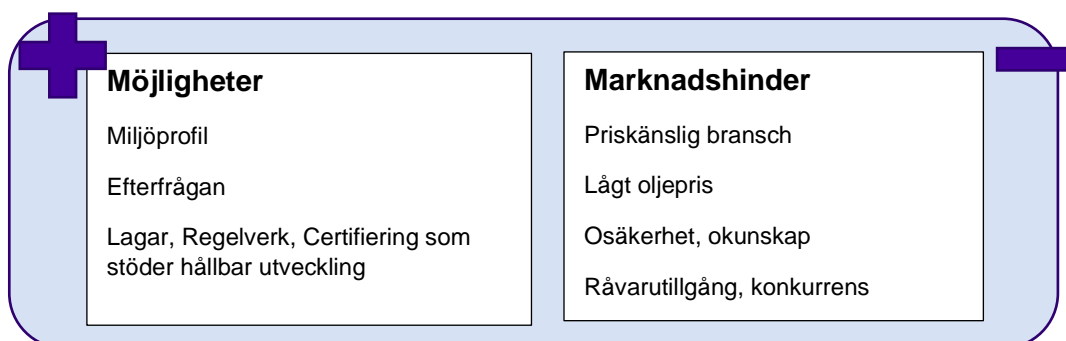 Möjligheter
Miljöprofil
Efterfrågan
Lagar, Regelverk, Certifiering som
stöder hållbar utveckling
Marknadshinder
Priskänslig bransch
Lågt oljepris
Osäkerhet, okunskap
Råvarutillgång, konkurrens